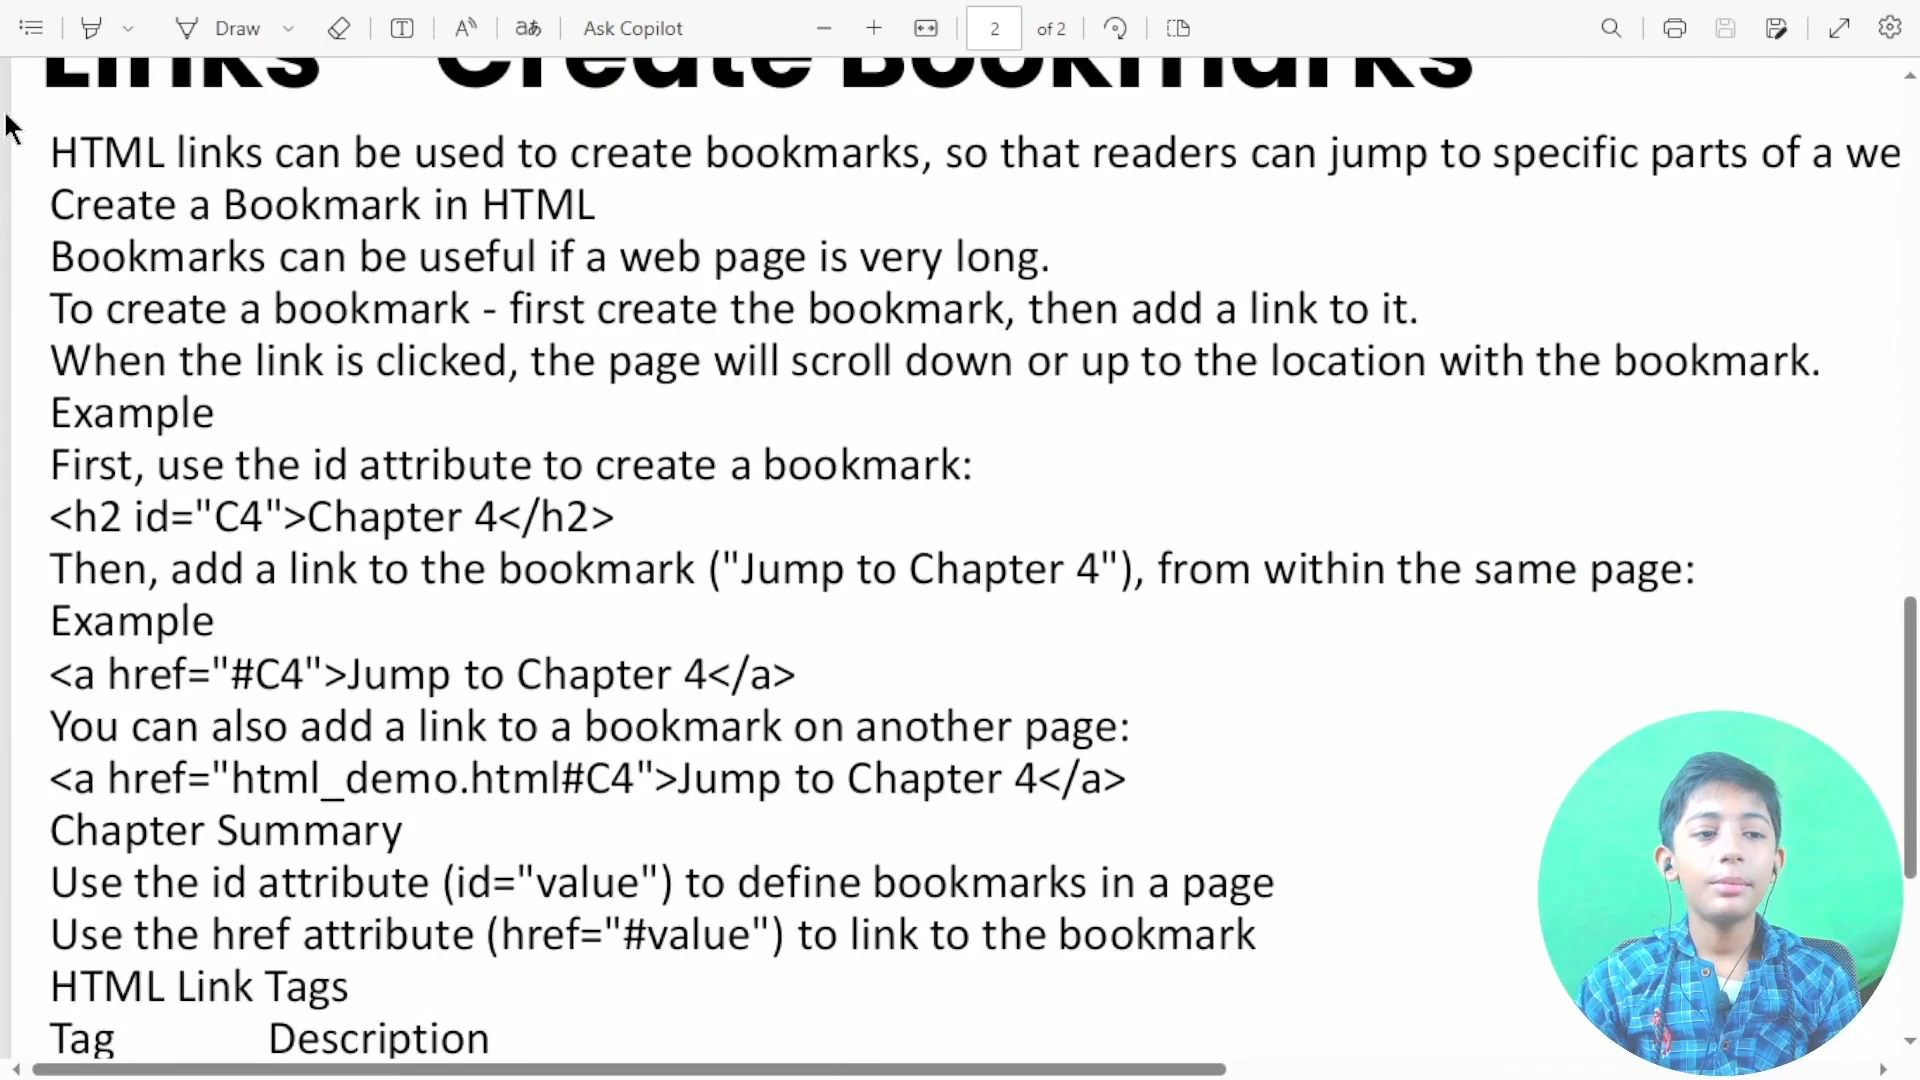 Draw
Ask Copilot
2
of 2
Links Create Bookmarks
HTML links can be used to create bookmarks, so that readers can jump to specific parts of a we
Create a Bookmark in HTML
Bookmarks can be useful if a web page is very long.
To create a bookmark - first create the bookmark, then add a link to it.
When the link is clicked, the page will scroll down or up to the location with the bookmark.
Example
First, use the id attribute to create a bookmark:
<h2 id="C4">Chapter 4</h2>
Then, add a link to the bookmark ("Jump to Chapter 4"), from within the same page:
Example
<a href="#C4">Jump to Chapter 4</a>
You can also add a link to a bookmark on another page:
<a href="html_demo.html#C4">Jump to Chapter 4</a>
Chapter Summary
Use the id attribute (id="value") to define bookmarks in a page
Use the href attribute (href="#value") to link to the bookmark
HTML Link Tags
Tag Description